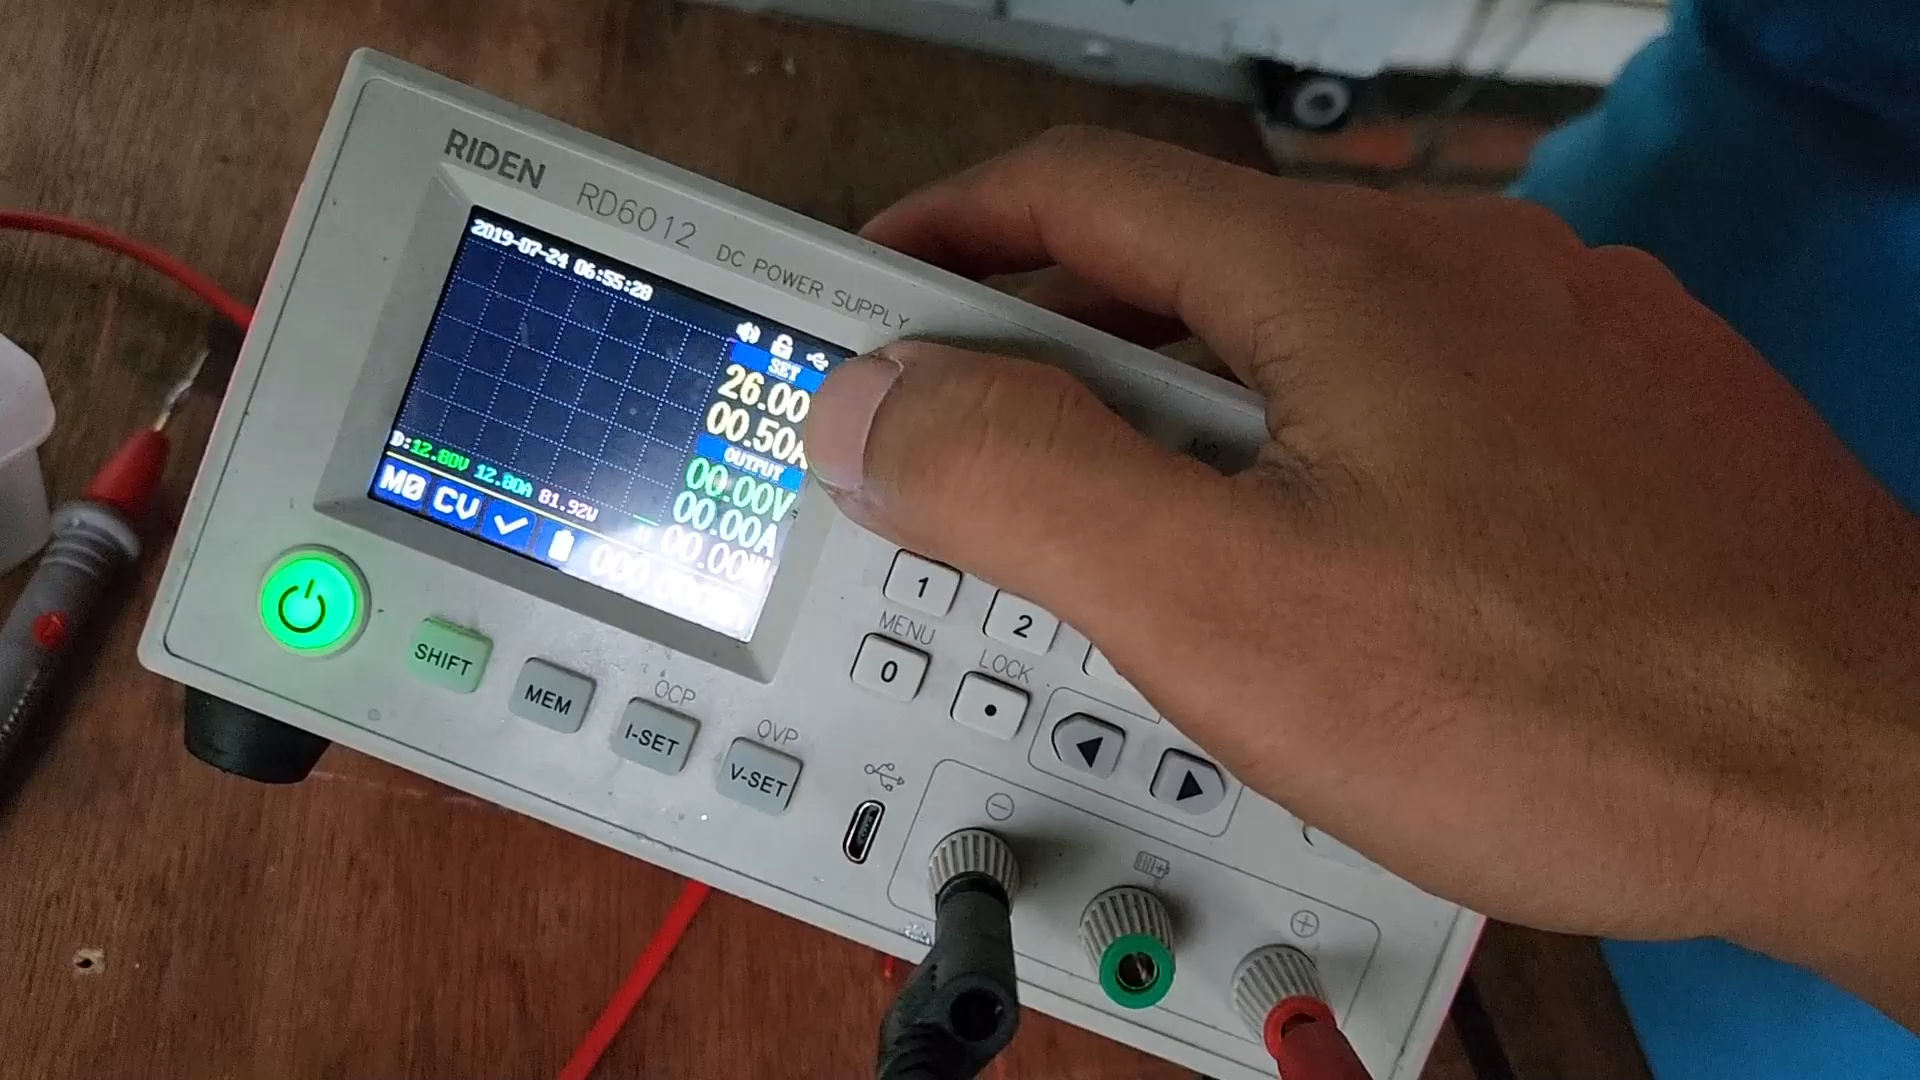 RIDEN RD6012 DC POWER SUPPLY
2019-07-24 06:55:28
SET
26.00
00.50A
OUTPUT
00.00V
00.00A
00.00W
D:12.80V 12.80A 81.92W
M0 CV
SHIFT
MEM
OCP
I-SET
OVP
V-SET
1
2
MENU
0
LOCK